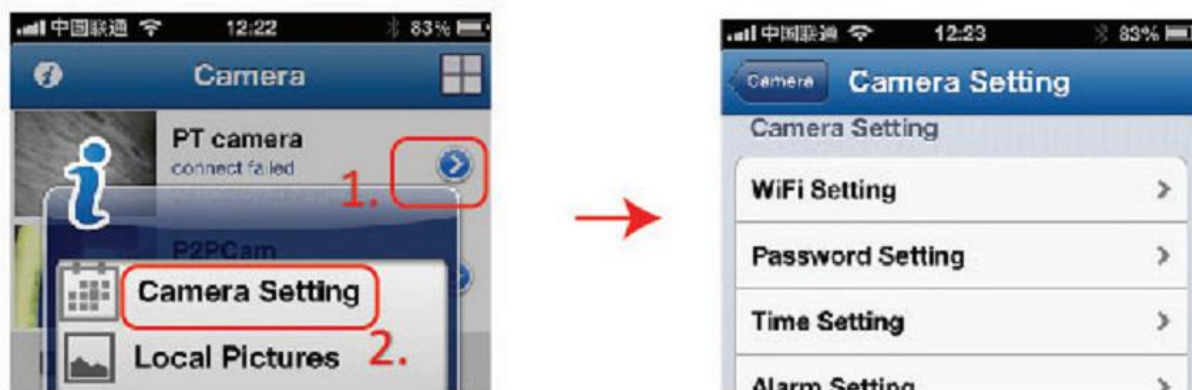 中国联通 12:22 83%
Camera
PT camera
connect failed
1.
P2PCam
Camera Setting
2.
Local Pictures
中国联通 12:23 83%
Camera Camera Setting
Camera Setting
WiFi Setting
Password Setting
Time Setting
Alarm Setting